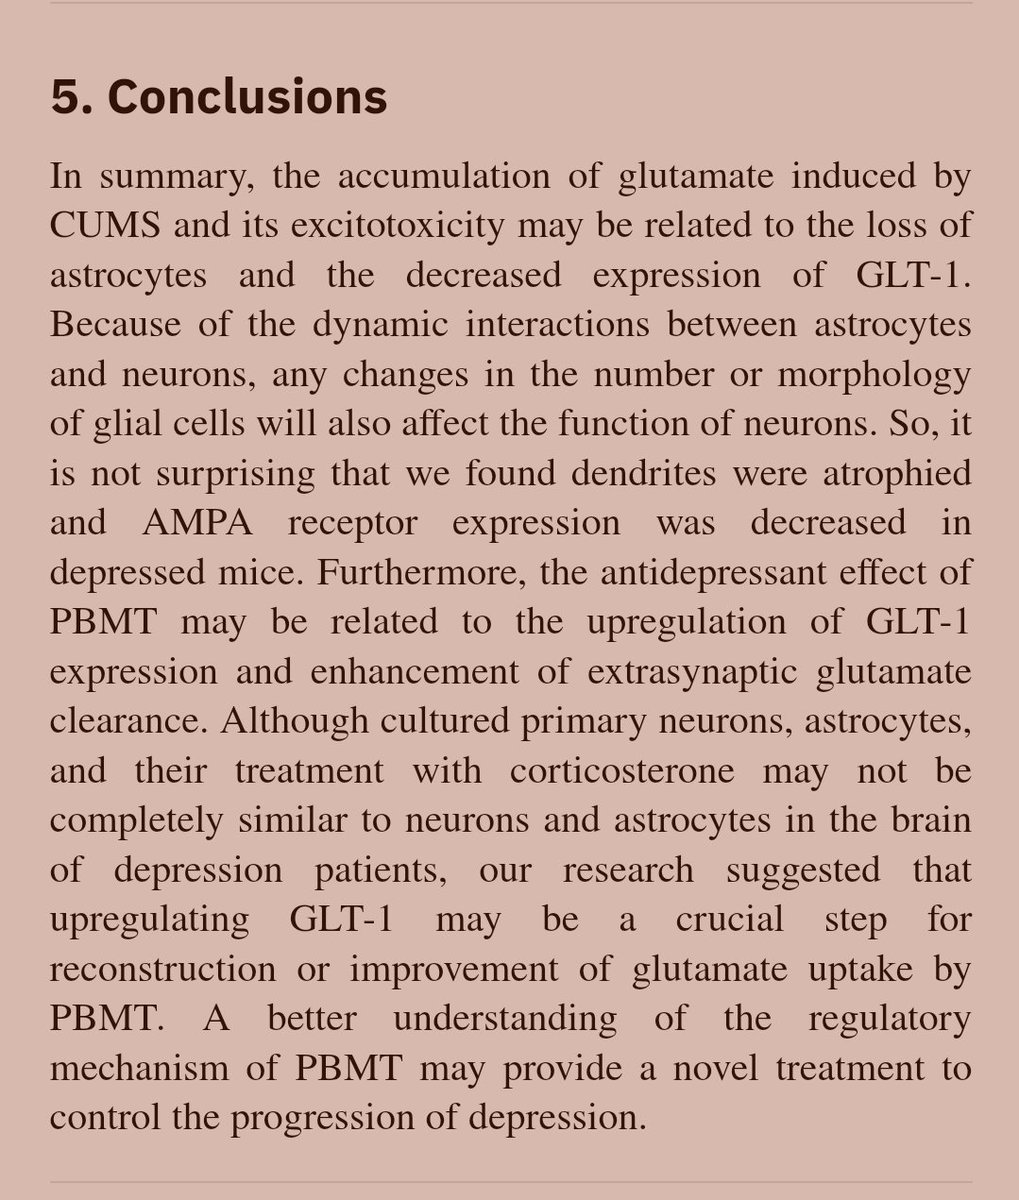 5. Conclusions
In summary, the accumulation of glutamate induced by
CUMS and its excitotoxicity may be related to the loss of
astrocytes and the decreased expression of GLT-1.
Because of the dynamic interactions between astrocytes
and neurons, any changes in the number or morphology
of glial cells will also affect the function of neurons. So, it
is not surprising that we found dendrites were atrophied
and AMPA receptor expression was decreased in
depressed mice. Furthermore, the antidepressant effect of
PBMT may be related to the upregulation of GLT-1
expression and enhancement of extrasynaptic glutamate
clearance. Although cultured primary neurons, astrocytes,
and their treatment with corticosterone may not be
completely similar to neurons and astrocytes in the brain
of depression patients, our research suggested that
upregulating GLT-1 may be a crucial step for
reconstruction or improvement of glutamate uptake by
PBMT. A better understanding of the regulatory
mechanism of PBMT may provide a novel treatment to
control the progression of depression.